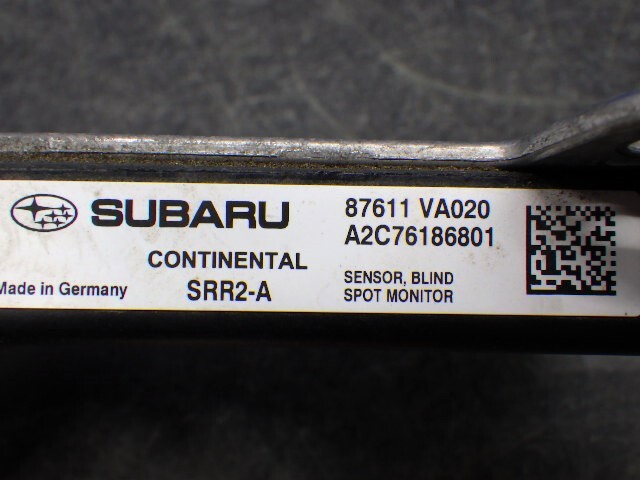 SUBARU
CONTINENTAL
Made in Germany SRR2-A
87611 VA020
A2C76186801
SENSOR, BLIND
SPOT MONITOR